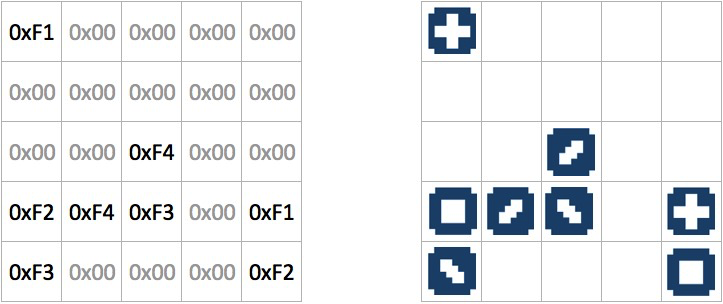 0xF1 0x00 0x00 0x00 0x00
0x00 0x00 0x00 0x00 0x00
0x00 0x00 0xF4 0x00 0x00
0xF2 0xF4 0xF3 0x00 0xF1
0xF3 0x00 0x00 0x00 0xF2